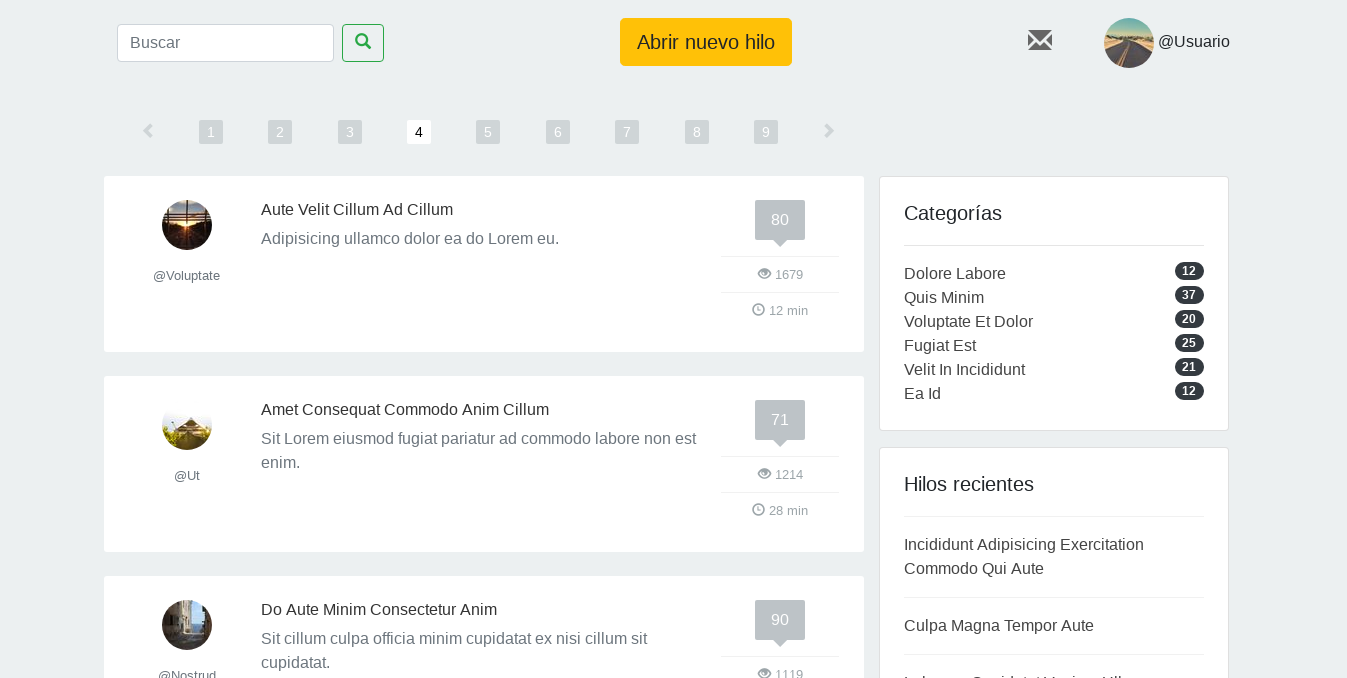 Buscar
Abrir nuevo hilo
@Usuario
1 2 3 4 5 6 7 8 9
Aute Velit Cillum Ad Cillum
Adipisicing ullamco dolor ea do Lorem eu.
@Voluptate
80
1679
12 min
Amet Consequat Commodo Anim Cillum
Sit Lorem eiusmod fugiat pariatur ad commodo labore non est
enim.
@Ut
71
1214
28 min
Do Aute Minim Consectetur Anim
Sit cillum culpa officia minim cupidatat ex nisi cillum sit
cupidatat.
@Nostrud
90
1119
Categorías
Dolore Labore 12
Quis Minim 37
Voluptate Et Dolor 20
Fugiat Est 25
Velit In Incididunt 21
Ea Id 12
Hilos recientes
Incididunt Adipisicing Exercitation
Commodo Qui Aute
Culpa Magna Tempor Aute